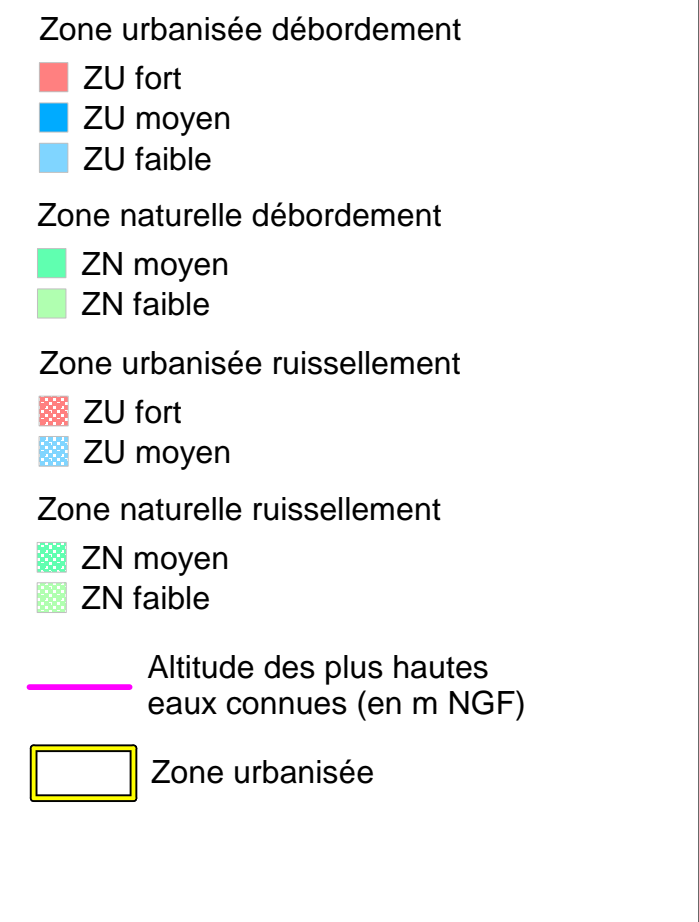 Zone urbanisée débordement
ZU fort
ZU moyen
ZU faible
Zone naturelle débordement
ZN moyen
ZN faible
Zone urbanisée ruissellement
ZU fort
ZU moyen
Zone naturelle ruissellement
ZN moyen
ZN faible
Altitude des plus hautes
eaux connues (en m NGF)
Zone urbanisée